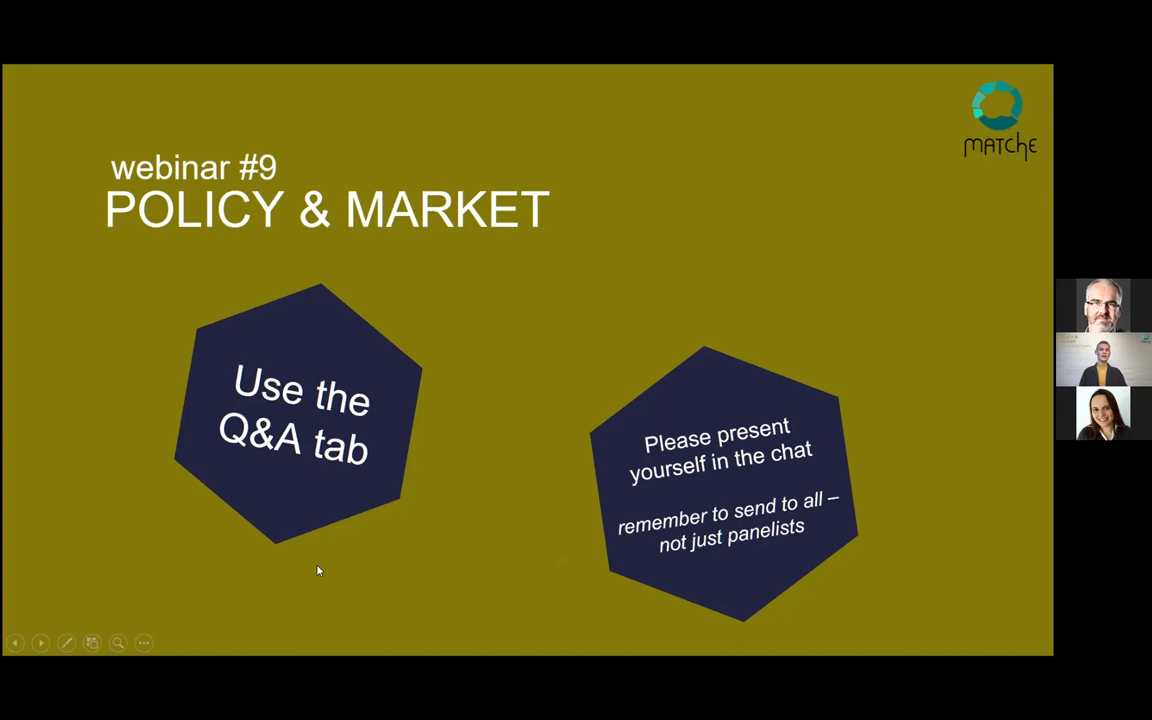 MATChE
webinar #9
POLICY & MARKET
Use the
Q&A tab
Please present
yourself in the chat
remember to send to all –
not just panelists